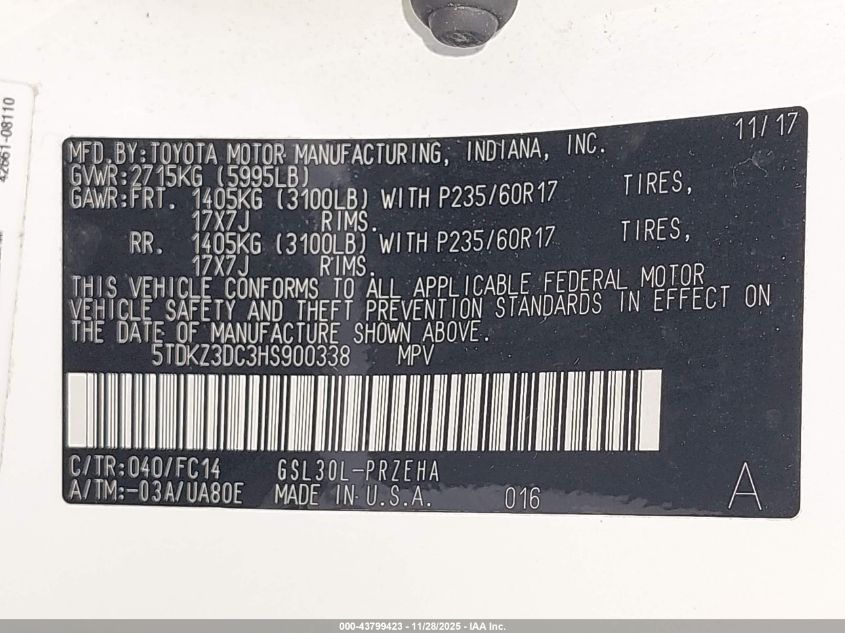 42661-08110
11/17
MFD.BY:TOYOTA MOTOR MANUFACTURING, INDIANA, INC.
GVWR:2715KG (5995LB)
GAWR:FRT. 1405KG (3100LB) WITH P235/60R17 TIRES,
17X7J RIMS.
RR. 1405KG (3100LB) WITH P235/60R17 TIRES,
17X7J RIMS.
THIS VEHICLE CONFORMS TO ALL APPLICABLE FEDERAL MOTOR
VEHICLE SAFETY AND THEFT PREVENTION STANDARDS IN EFFECT ON
THE DATE OF MANUFACTURE SHOWN ABOVE.
5TDKZ3DC3HS900338 MPV
C/TR:040/FC14 GSL30L-PRZEHA
A/TM:-03A/UA80E MADE IN U.S.A. 016 A
000-43799423 - 11/28/2025 - IAA Inc.